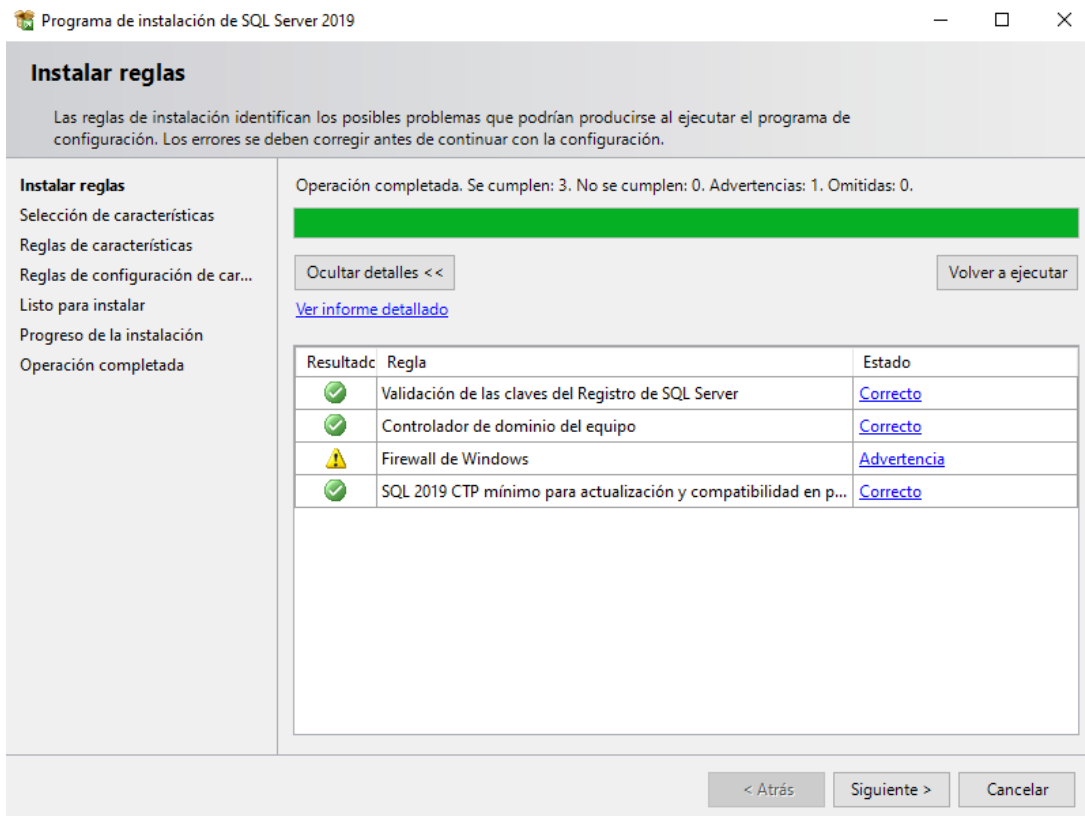 Programa de instalación de SQL Server 2019
Instalar reglas
Las reglas de instalación identifican los posibles problemas que podrían producirse al ejecutar el programa de
configuración. Los errores se deben corregir antes de continuar con la configuración.
Instalar reglas
Selección de características
Reglas de características
Reglas de configuración de car...
Listo para instalar
Progreso de la instalación
Operación completada
Operación completada. Se cumplen: 3. No se cumplen: 0. Advertencias: 1. Omitidas: 0.
Ocultar detalles <<
Volver a ejecutar
Ver informe detallado
Resultado Regla Estado
Validación de las claves del Registro de SQL Server Correcto
Controlador de dominio del equipo Correcto
Firewall de Windows Advertencia
SQL 2019 CTP mínimo para actualización y compatibilidad en p... Correcto
< Atrás Siguiente > Cancelar